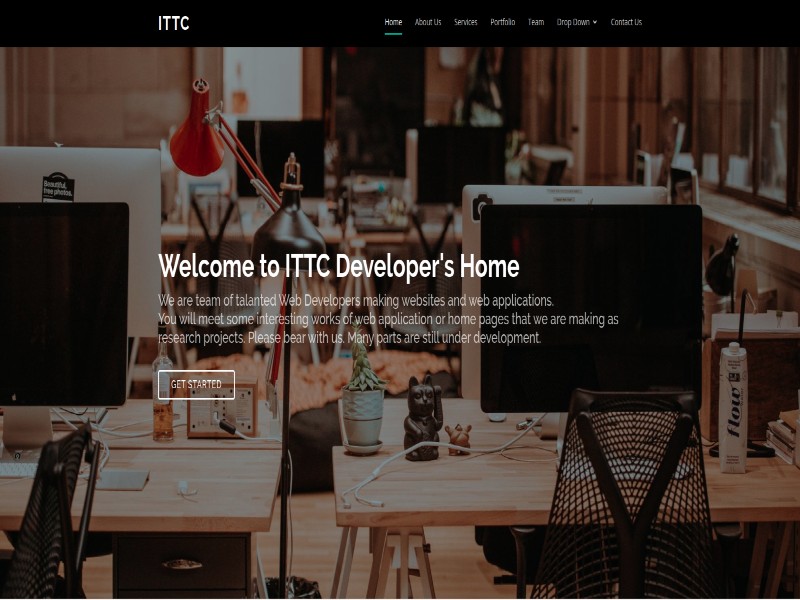 ITTC
Home About Us Services Portfolio Team Drop Down Contact Us
Beautiful,
free photos.
Welcome to ITTC Developer's Home
We are team of talanted Web Developers making websites and web applications.
You will meet some interesting works of web application or home pages that we are making as
research projects. Please bear with us. Many parts are still under development.
GET STARTED
flow